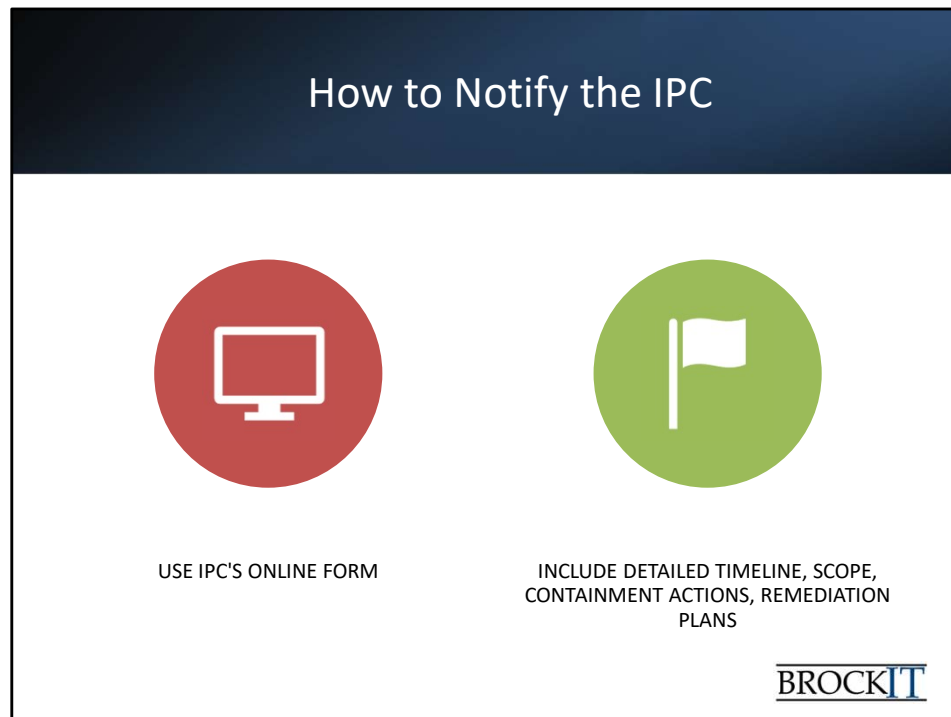 How to Notify the IPC
USE IPC'S ONLINE FORM
INCLUDE DETAILED TIMELINE, SCOPE,
CONTAINMENT ACTIONS, REMEDIATION
PLANS
BROCKIT